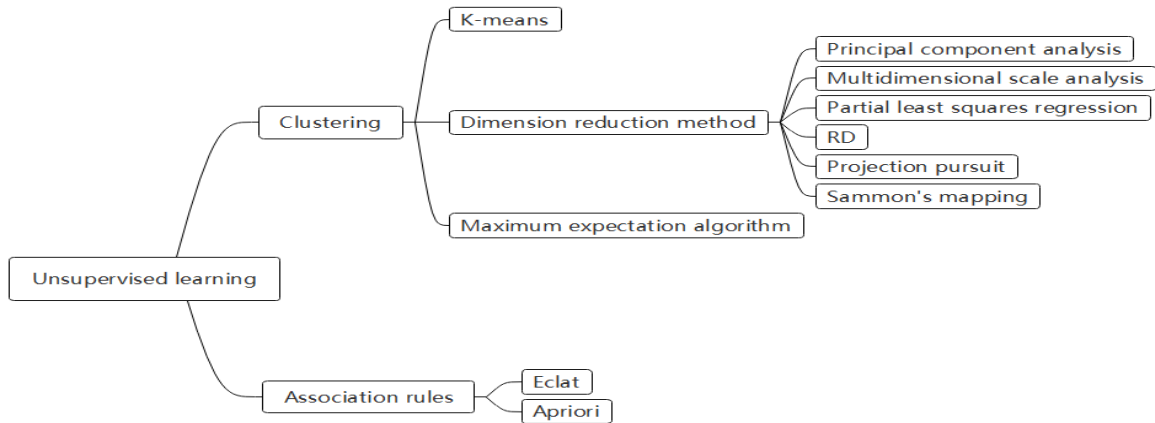 K-means
Principal component analysis
Multidimensional scale analysis
Partial least squares regression
Clustering
Dimension reduction method
RD
Projection pursuit
Sammon's mapping
Maximum expectation algorithm
Unsupervised learning
Eclat
Association rules
Apriori